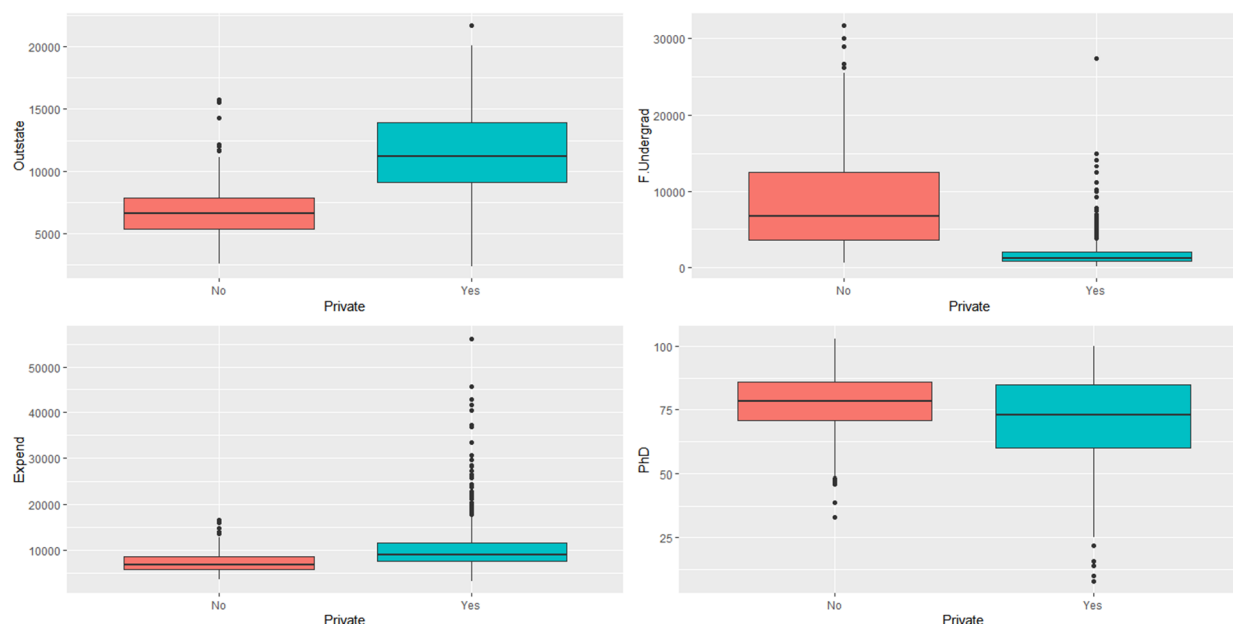 Outstate
20000
15000
10000
5000
No
Yes
Private
F.Undergrad
30000
20000
10000
0
No
Yes
Private
Expend
50000
40000
30000
20000
10000
No
Yes
Private
PhD
100
75
50
25
No
Yes
Private